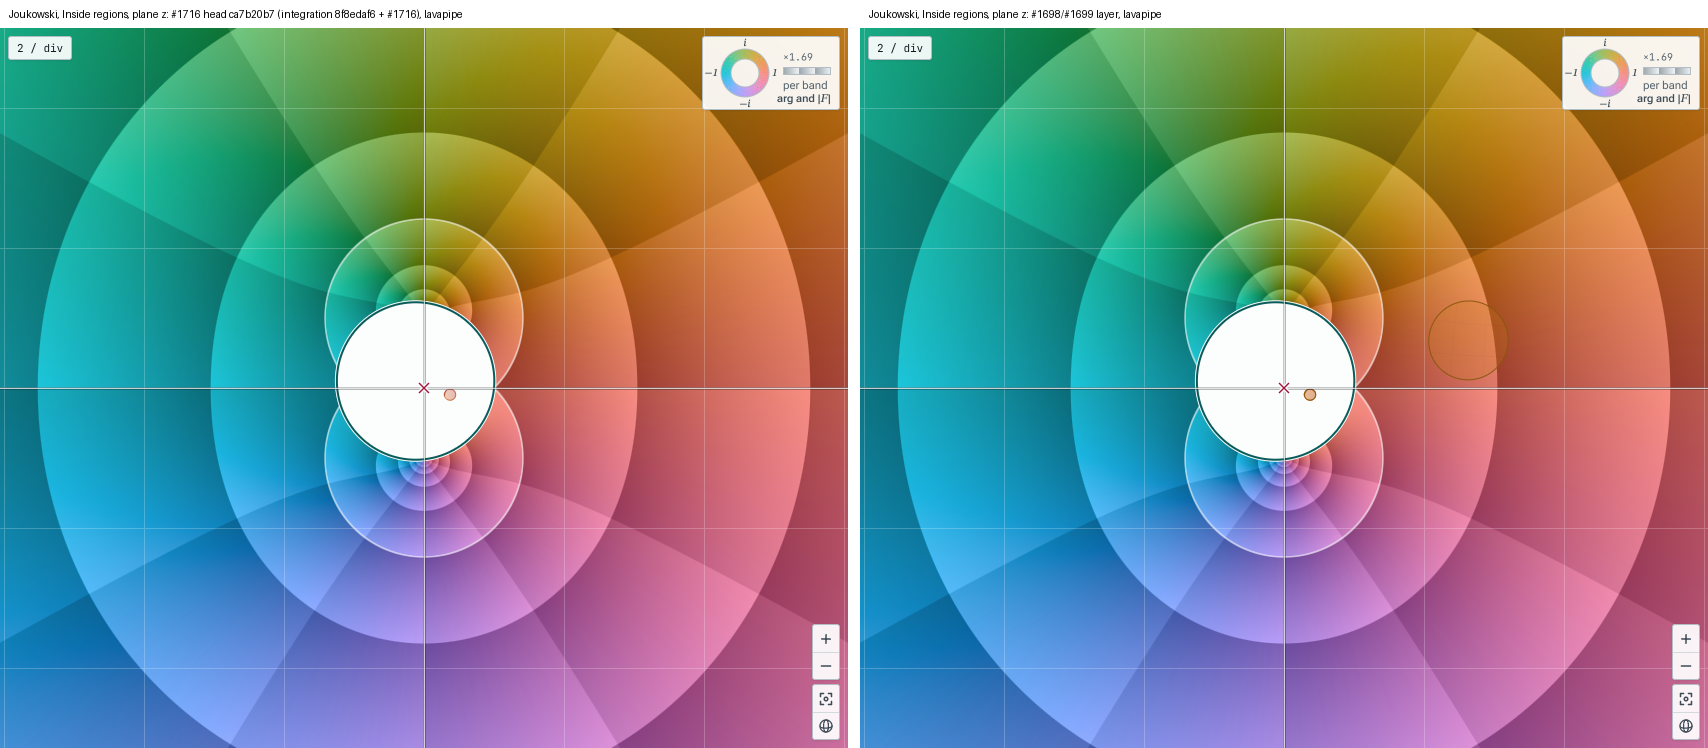 Joukowski, Inside regions, plane z: #1716 head ca7b20b7 (integration 8f8edaf6 + #1716), lavapipe
2 / div
i
−1
1
−i
×1.69
per band
arg and |F|
+
−
Joukowski, Inside regions, plane z: #1698/#1699 layer, lavapipe
2 / div
i
−1
1
−i
×1.69
per band
arg and |F|
+
−